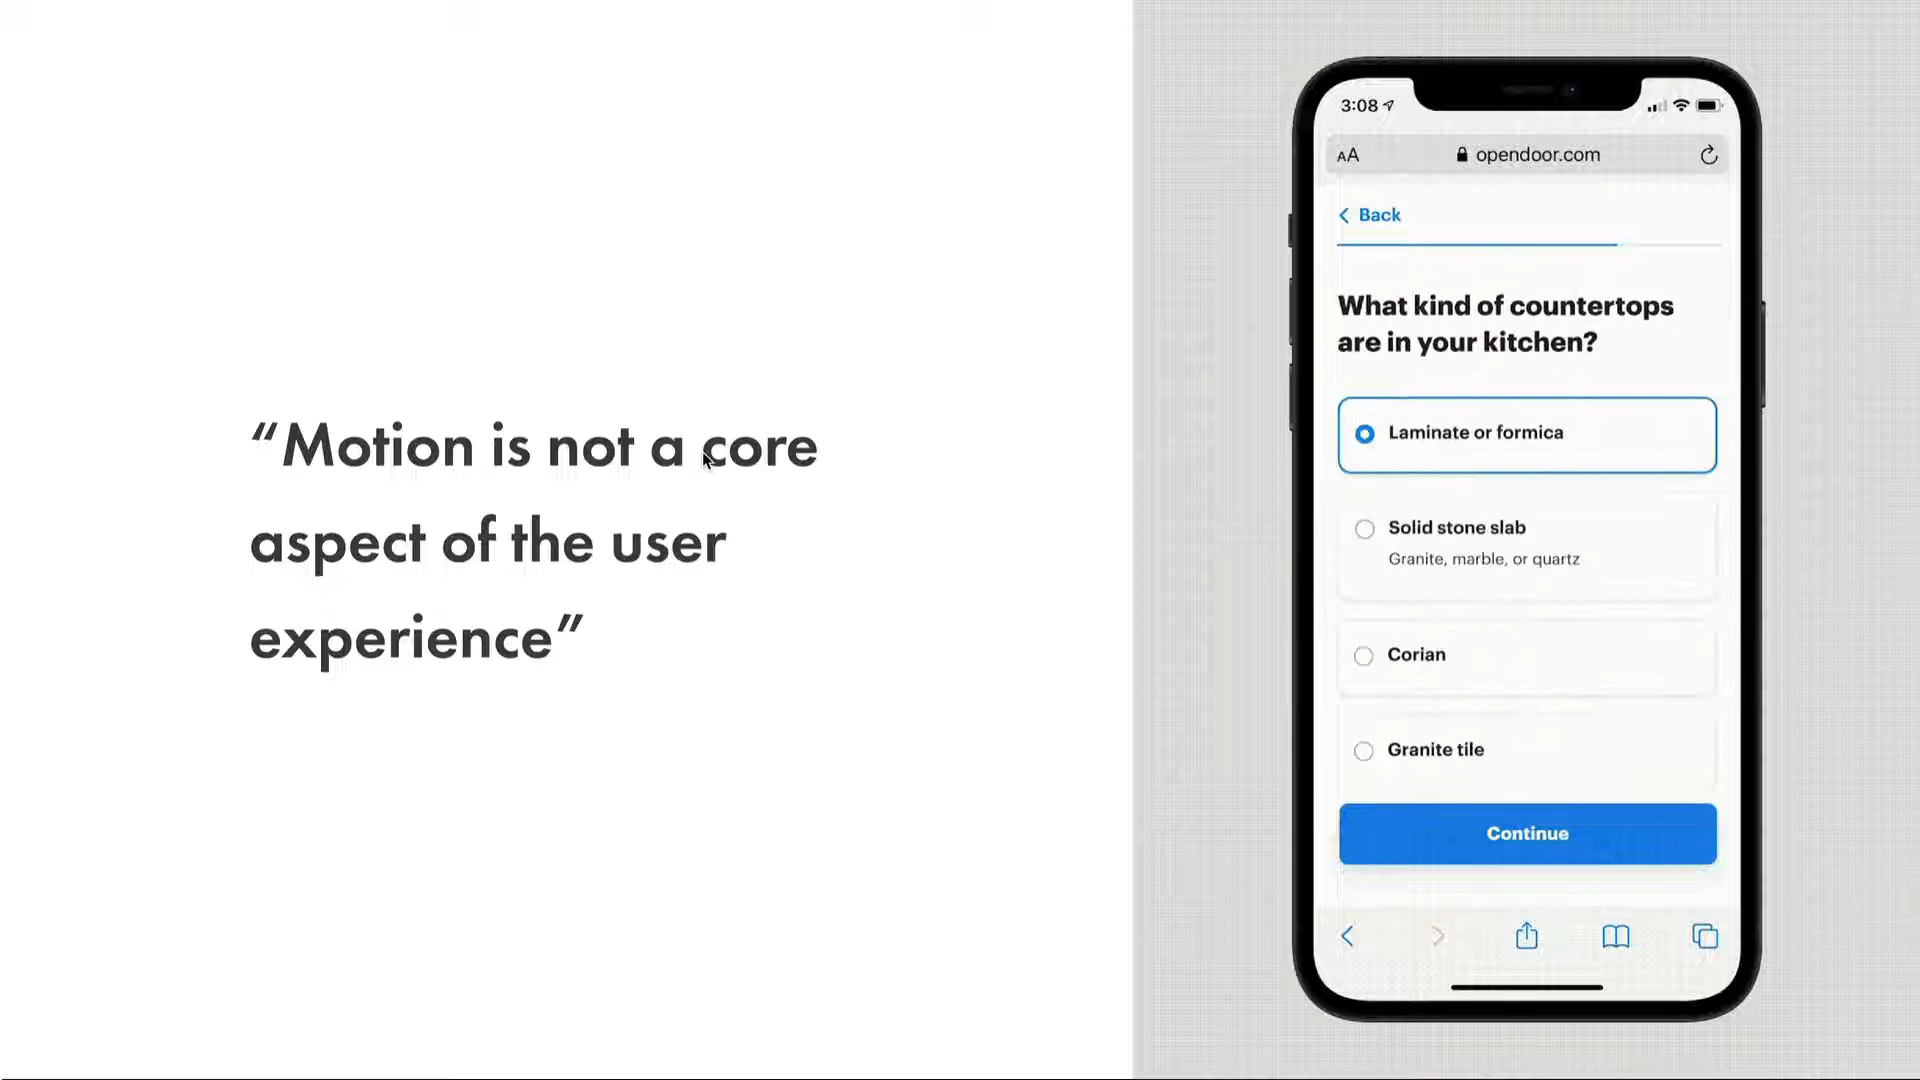 “Motion is not a core
aspect of the user
experience”
3:08
AA
opendoor.com
Back
What kind of countertops
are in your kitchen?
Laminate or formica
Solid stone slab
Granite, marble, or quartz
Corian
Granite tile
Continue